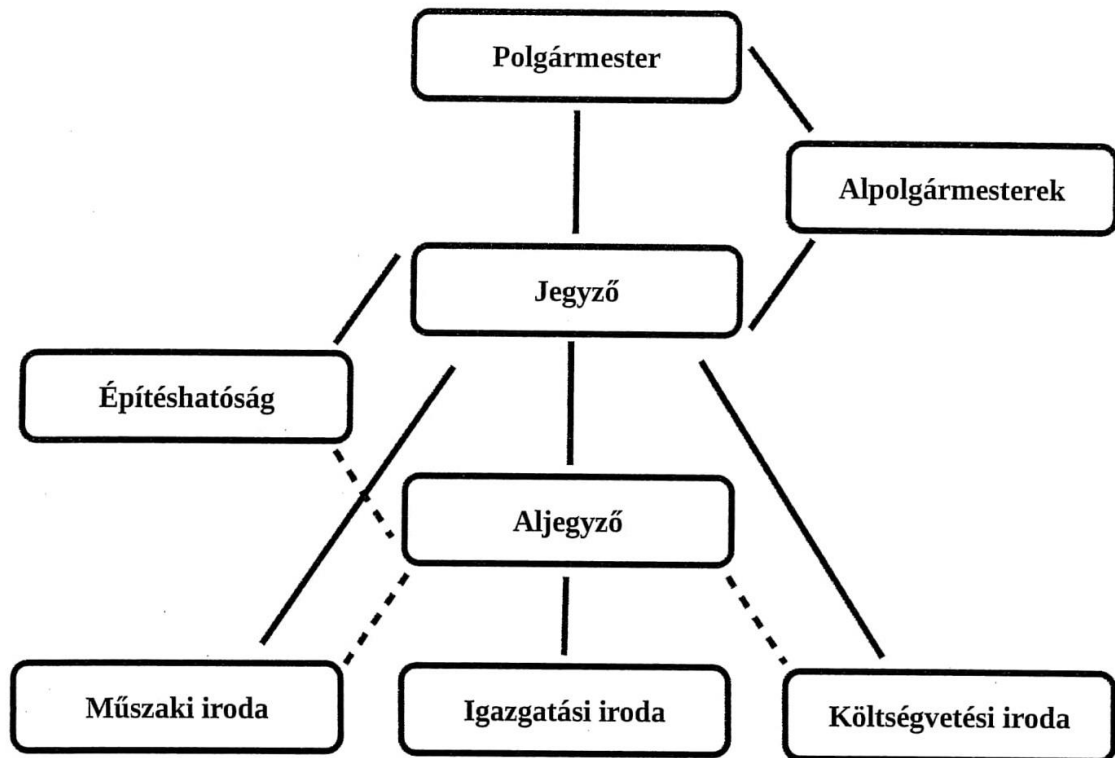 Polgármester
Alpolgármesterek
Jegyző
Építéshatóság
Aljegyző
Műszaki iroda
Igazgatási iroda
Költségvetési iroda